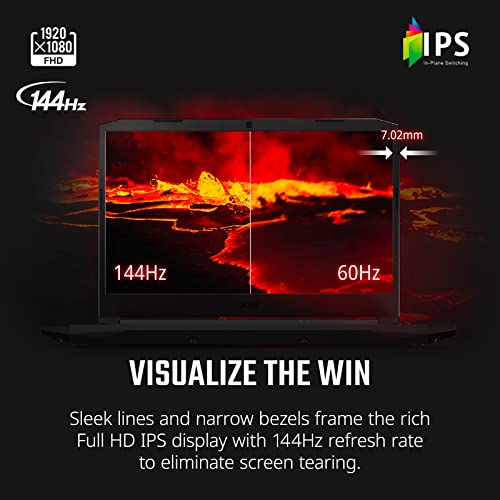 1920
×1080
FHD
IPS
In-Plane Switching
144Hz
7.02mm
144Hz
60Hz
VISUALIZE THE WIN
Sleek lines and narrow bezels frame the rich
Full HD IPS display with 144Hz refresh rate
to eliminate screen tearing.